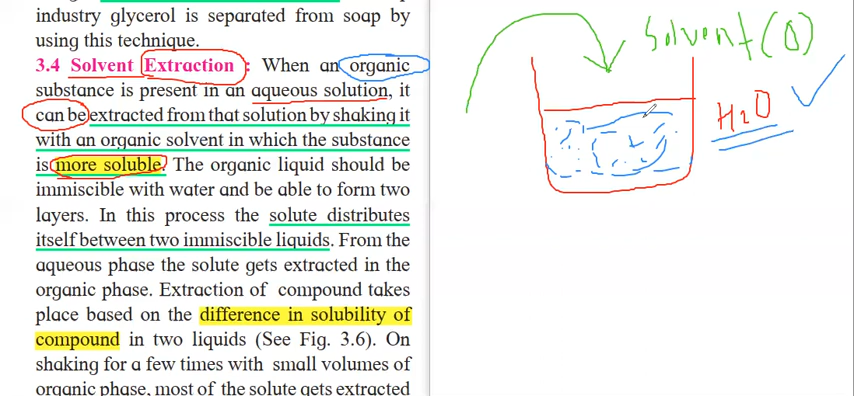 industry glycerol is separated from soap by
using this technique.
3.4 Solvent Extraction : When an organic
substance is present in an aqueous solution, it
can be extracted from that solution by shaking it
with an organic solvent in which the substance
is more soluble. The organic liquid should be
immiscible with water and be able to form two
layers. In this process the solute distributes
itself between two immiscible liquids. From the
aqueous phase the solute gets extracted in the
organic phase. Extraction of compound takes
place based on the difference in solubility of
compound in two liquids (See Fig. 3.6). On
shaking for a few times with small volumes of
organic phase, most of the solute gets extracted
Solvent (O)
H2O